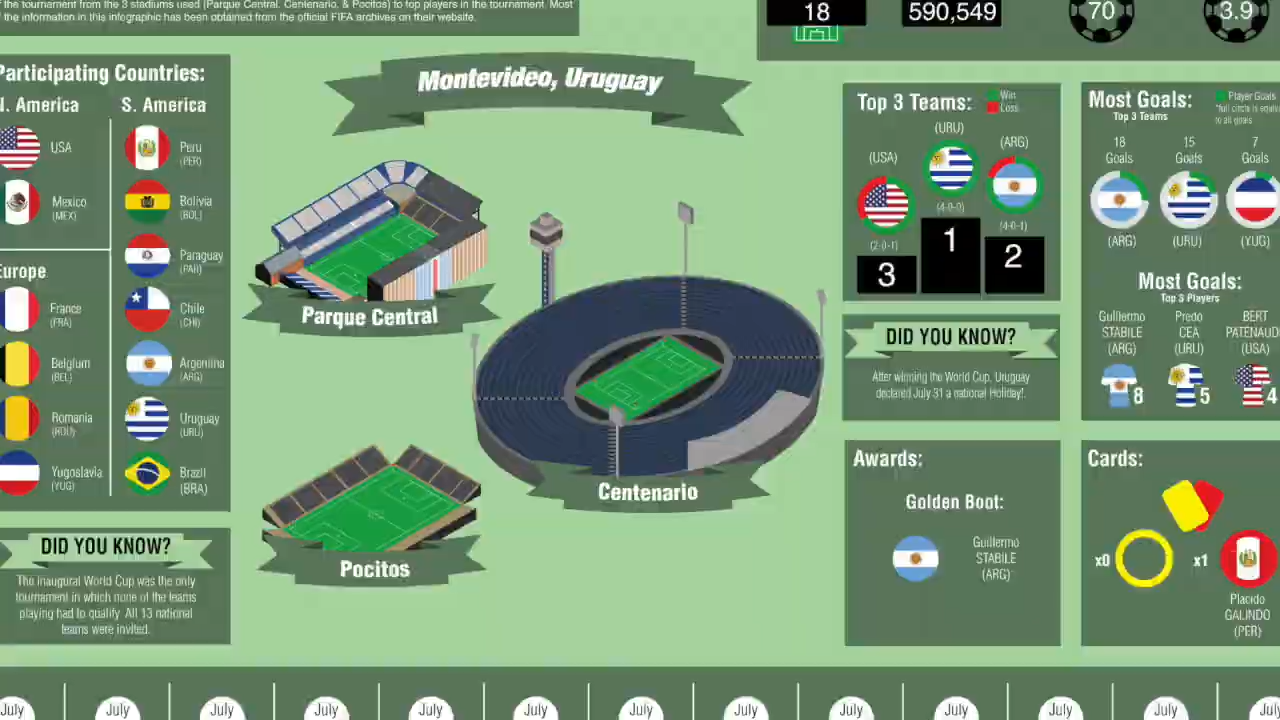 f the tournament from the 3 stadiums used (Parque Central, Centenario, & Pocitos) to top players in the tournament. Most
f the information in this infographic has been obtained from the official FIFA archives on their website.
18
590,549
70
3.9
Montevideo, Uruguay
Participating Countries:
N. America
S. America
USA
Mexico
(MEX)
Europe
France
(FRA)
Belgium
(BEL)
Romania
(ROU)
Yugoslavia
(YUG)
Peru
(PER)
Bolivia
(BOL)
Paraguay
(PAR)
Chile
(CHI)
Argentina
(ARG)
Uruguay
(URU)
Brazil
(BRA)
DID YOU KNOW?
The inaugural World Cup was the only
tournament in which none of the teams
playing had to qualify. All 13 national
teams were invited.
Parque Central
Centenario
Pocitos
Top 3 Teams:
Win
Loss
(USA)
(URU)
(ARG)
(2-0-1)
(4-0-0)
(4-0-1)
3
1
2
DID YOU KNOW?
After winning the World Cup, Uruguay
declared July 31 a national Holiday!
Most Goals:
Top 3 Teams
Player Goals
*full circle is equiv
to all goals
18
Goals
15
Goals
7
Goals
(ARG)
(URU)
(YUG)
Most Goals:
Top 3 Players
Guillermo
STABILE
(ARG)
Predo
CEA
(URU)
BERT
PATENAUD
(USA)
8
5
4
Awards:
Golden Boot:
Guillermo
STABILE
(ARG)
Cards:
x0
x1
Placido
GALINDO
(PER)
July
July
July
July
July
July
July
July
July
July
July
July
July